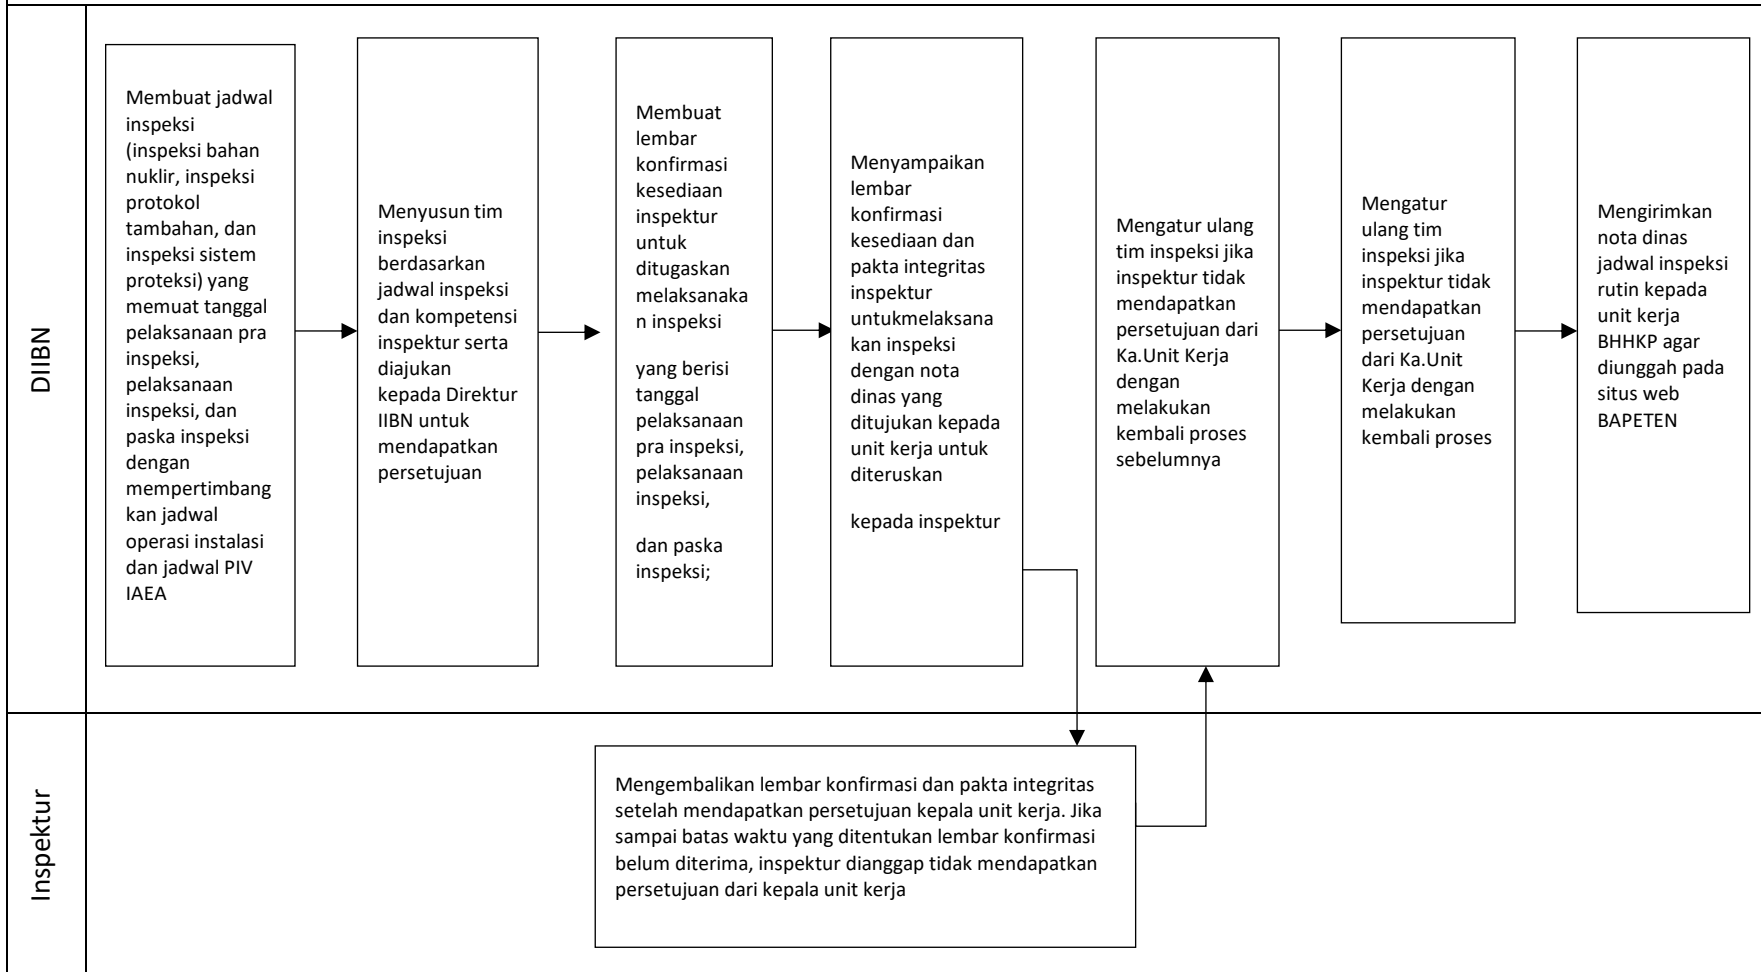 DIIBN
Membuat jadwal
inspeksi
(inspeksi bahan
nuklir, inspeksi
protokol
tambahan, dan
inspeksi sistem
proteksi) yang
memuat tanggal
pelaksanaan pra
inspeksi,
pelaksanaan
inspeksi, dan
paska inspeksi
dengan
mempertimbang
kan jadwal
operasi instalasi
dan jadwal PIV
IAEA
Menyusun tim
inspeksi
berdasarkan
jadwal inspeksi
dan kompetensi
inspektur serta
diajukan
kepada Direktur
IIBN untuk
mendapatkan
persetujuan
Membuat
lembar
konfirmasi
kesediaan
inspektur
untuk
ditugaskan
melaksanaka
n inspeksi
yang berisi
tanggal
pelaksanaan
pra inspeksi,
pelaksanaan
inspeksi,
dan paska
inspeksi;
Menyampaikan
lembar
konfirmasi
kesediaan dan
pakta integritas
inspektur
untukmelaksana
kan inspeksi
dengan nota
dinas yang
ditujukan kepada
unit kerja untuk
diteruskan
kepada inspektur
Mengatur ulang
tim inspeksi jika
inspektur tidak
mendapatkan
persetujuan dari
Ka.Unit Kerja
dengan
melakukan
kembali proses
sebelumnya
Mengatur
ulang tim
inspeksi jika
inspektur tidak
mendapatkan
persetujuan
dari Ka.Unit
Kerja dengan
melakukan
kembali proses
Mengirimkan
nota dinas
jadwal inspeksi
rutin kepada
unit kerja
BHHKP agar
diunggah pada
situs web
BAPETEN
Inspektur
Mengembalikan lembar konfirmasi dan pakta integritas
setelah mendapatkan persetujuan kepala unit kerja. Jika
sampai batas waktu yang ditentukan lembar konfirmasi
belum diterima, inspektur dianggap tidak mendapatkan
persetujuan dari kepala unit kerja